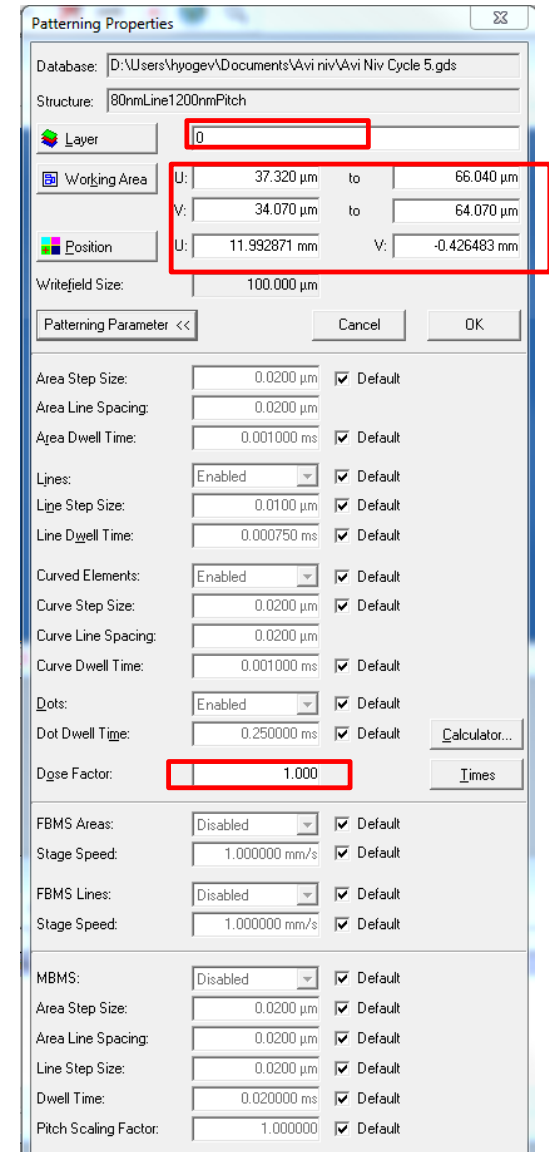 Patterning Properties
Database: D:\Users\hyogev\Documents\Avi niv\Avi Niv Cycle 5.gds
Structure: 80nmLine1200nmPitch
Layer 0
Working Area U: 37.320 µm to 66.040 µm
V: 34.070 µm to 64.070 µm
Position U: 11.992871 mm V: -0.426483 mm
Writefield Size: 100.000 µm
Patterning Parameter << Cancel OK
Area Step Size: 0.0200 µm Default
Area Line Spacing: 0.0200 µm
Area Dwell Time: 0.001000 ms Default
Lines: Enabled Default
Line Step Size: 0.0100 µm Default
Line Dwell Time: 0.000750 ms Default
Curved Elements: Enabled Default
Curve Step Size: 0.0200 µm Default
Curve Line Spacing: 0.0200 µm
Curve Dwell Time: 0.001000 ms Default
Dots: Enabled Default
Dot Dwell Time: 0.250000 ms Default Calculator...
Dose Factor: 1.000 Times
FBMS Areas: Disabled Default
Stage Speed: 1.000000 mm/s Default
FBMS Lines: Disabled Default
Stage Speed: 1.000000 mm/s Default
MBMS: Disabled Default
Area Step Size: 0.0200 µm Default
Area Line Spacing: 0.0200 µm Default
Line Step Size: 0.0200 µm Default
Dwell Time: 0.020000 ms Default
Pitch Scaling Factor: 1.000000 Default